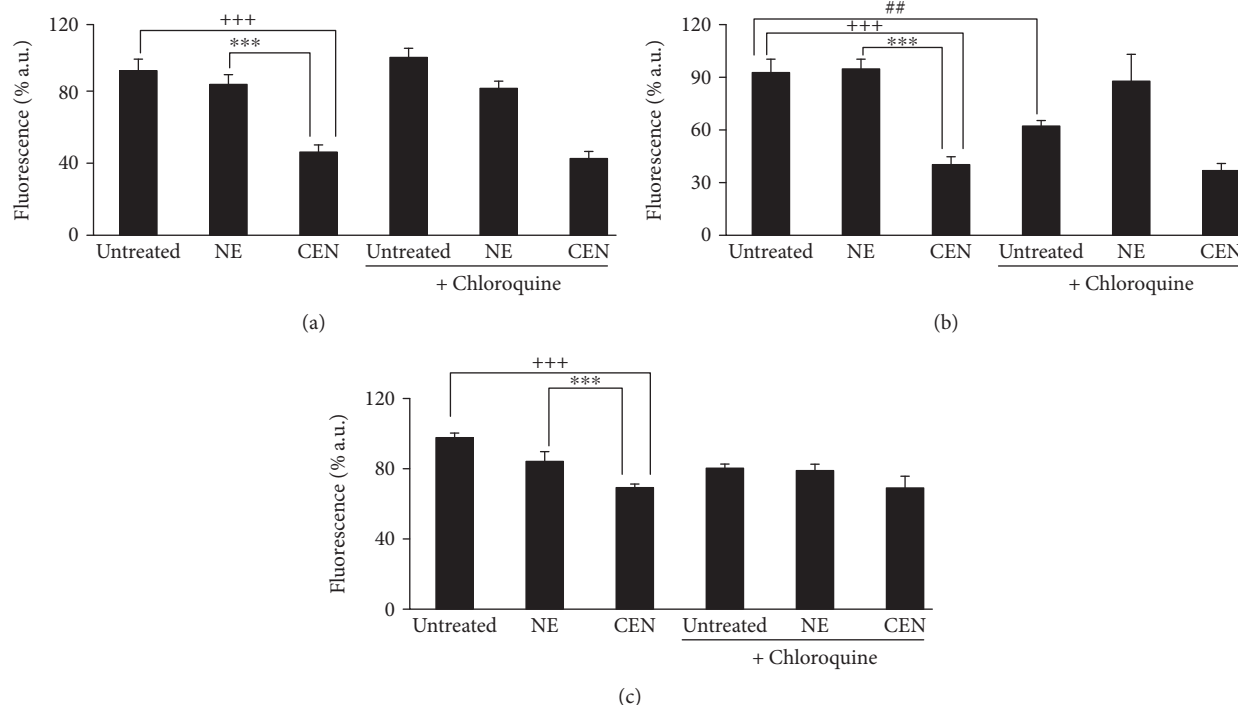 +++
***
Fluorescence (% a.u.)
120
80
40
0
Untreated NE CEN Untreated NE CEN
+ Chloroquine
(a)
##
+++
***
Fluorescence (% a.u.)
120
90
60
30
0
Untreated NE CEN Untreated NE CEN
+ Chloroquine
(b)
+++
***
Fluorescence (% a.u.)
120
80
40
0
Untreated NE CEN Untreated NE CEN
+ Chloroquine
(c)